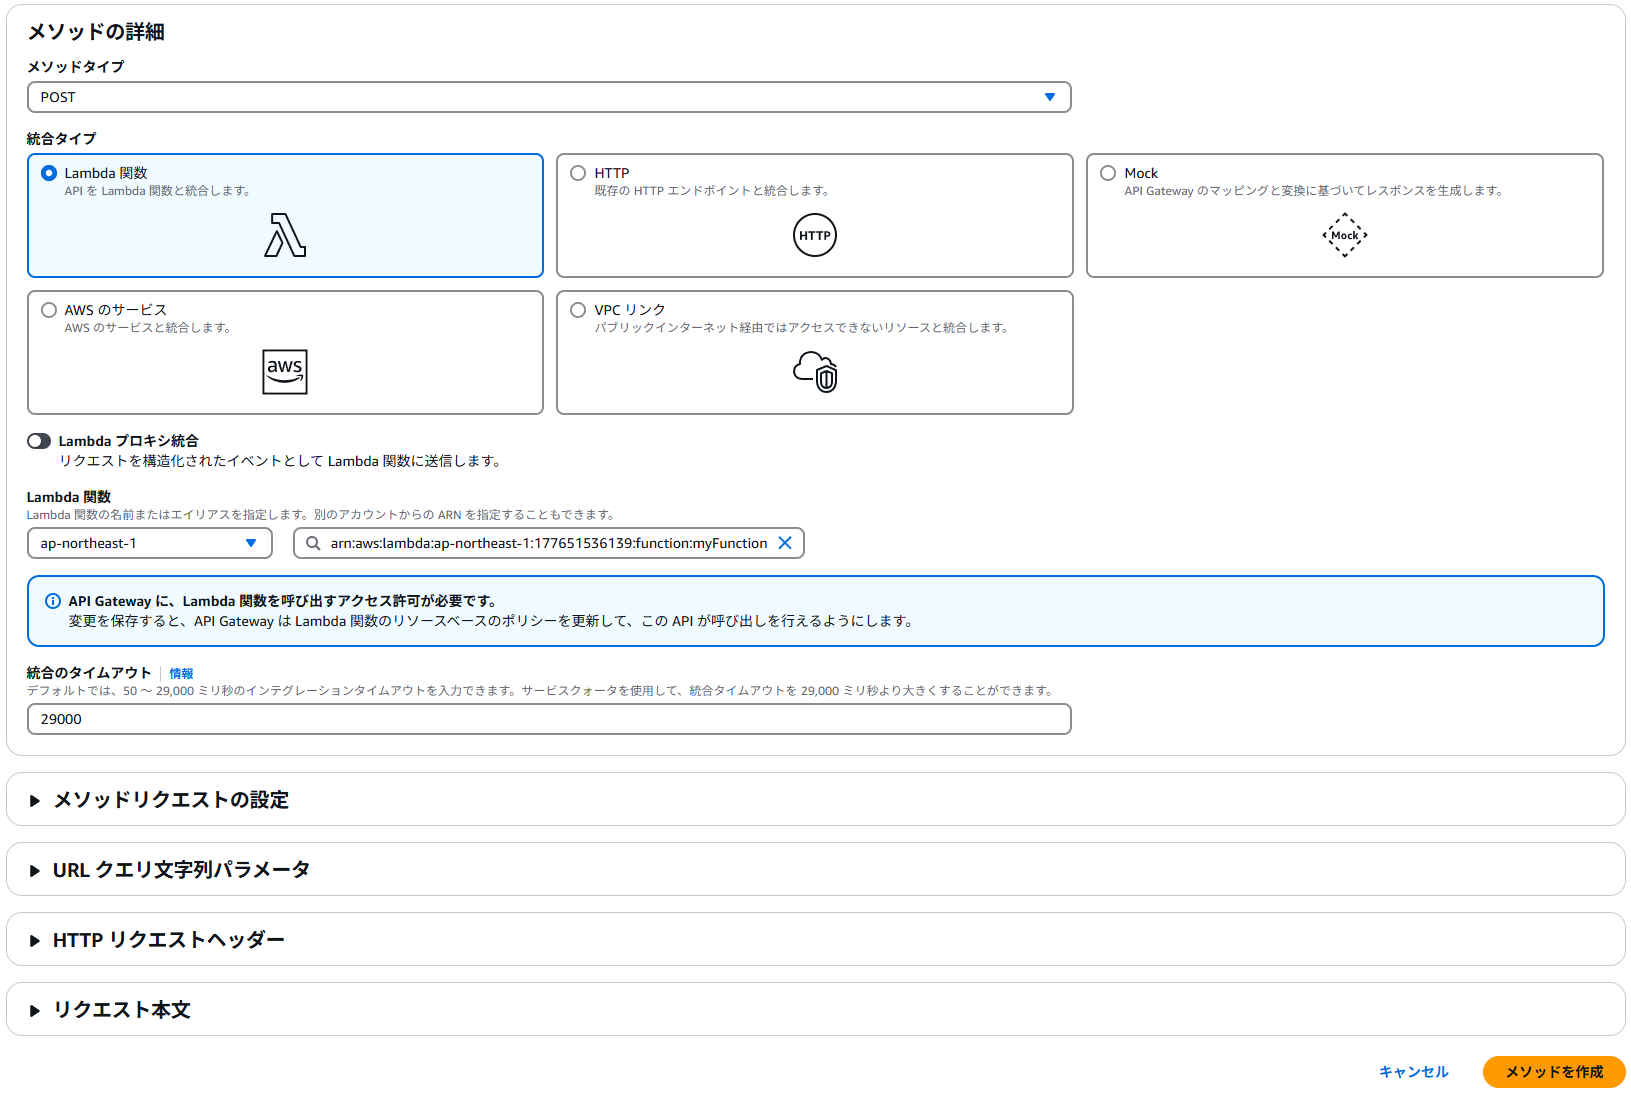 メソッドの詳細
メソッドタイプ
POST
統合タイプ
Lambda 関数
API を Lambda 関数と統合します。
HTTP
既存の HTTP エンドポイントと統合します。
HTTP
Mock
API Gateway のマッピングと変換に基づいてレスポンスを生成します。
Mock
AWS のサービス
AWS のサービスと統合します。
aws
VPC リンク
パブリックインターネット経由ではアクセスできないリソースと統合します。
Lambda プロキシ統合
リクエストを構造化されたイベントとして Lambda 関数に送信します。
Lambda 関数
Lambda 関数の名前またはエイリアスを指定します。別のアカウントからの ARN を指定することもできます。
ap-northeast-1
arn:aws:lambda:ap-northeast-1:177651536139:function:myFunction
API Gateway に、Lambda 関数を呼び出すアクセス許可が必要です。
変更を保存すると、API Gateway は Lambda 関数のリソースベースのポリシーを更新して、この API が呼び出しを行えるようにします。
統合のタイムアウト 情報
デフォルトでは、50 ～ 29,000 ミリ秒のインテグレーションタイムアウトを入力できます。サービスクォータを使用して、統合タイムアウトを 29,000 ミリ秒より大きくすることができます。
29000
メソッドリクエストの設定
URL クエリ文字列パラメータ
HTTP リクエストヘッダー
リクエスト本文
キャンセル
メソッドを作成